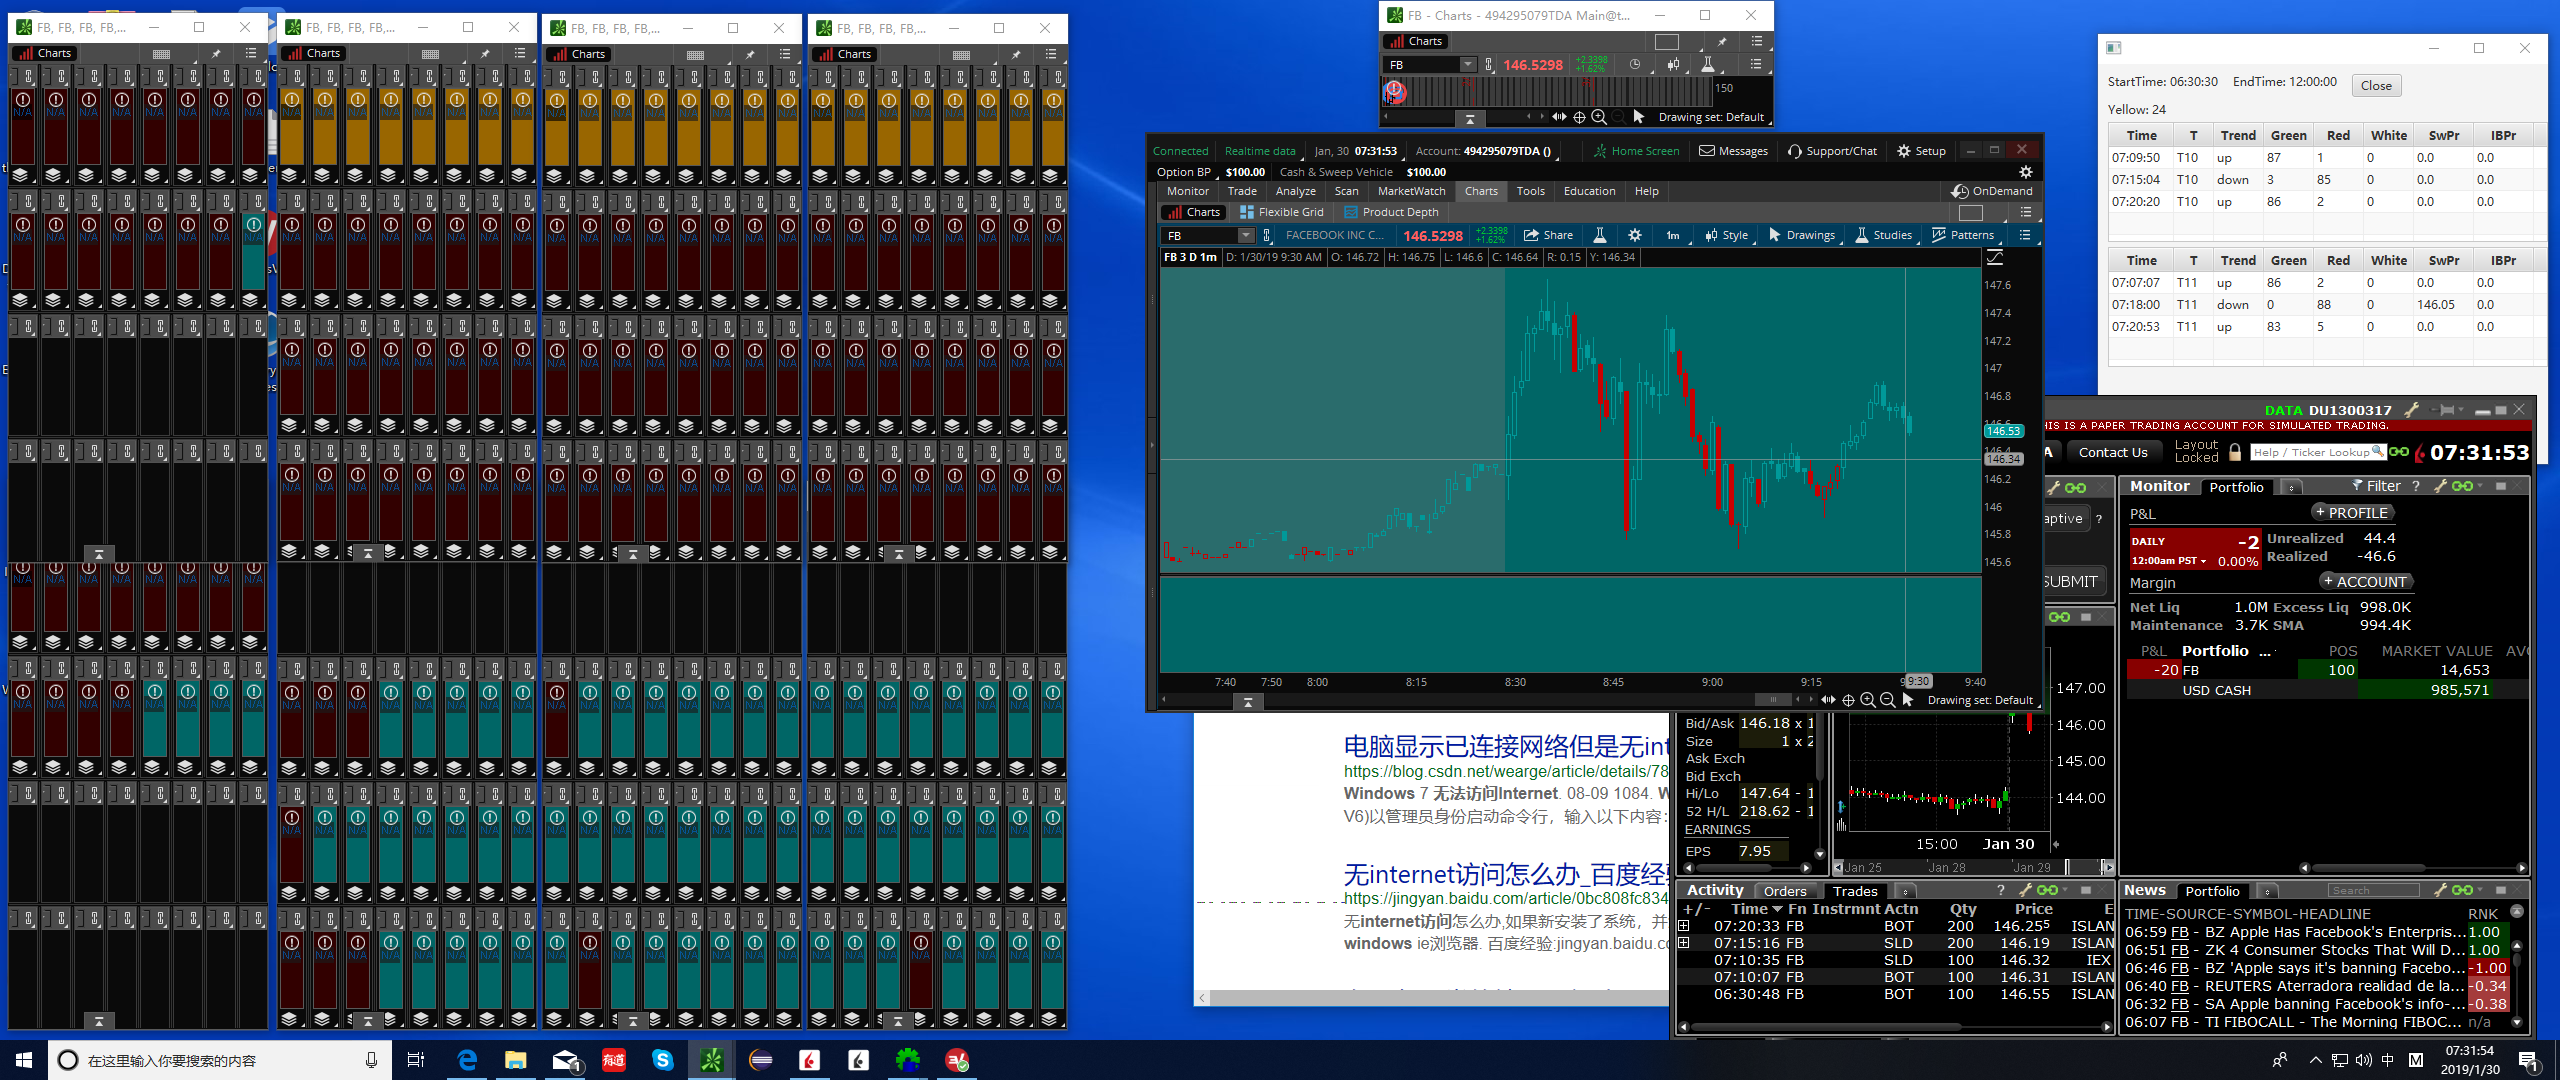 FB, FB, FB, FB,...
Charts
FB, FB, FB, FB,...
Charts
FB, FB, FB, FB,...
Charts
FB, FB, FB, FB,...
Charts
FB - Charts - 494295079TDA Main@t...
Charts
FB 146.5298 +2.3398 +1.62%
150
Drawing set: Default
Connected Realtime data Jan, 30 07:31:53 Account: 494295079TDA () Home Screen Messages Support/Chat Setup
Option BP $100.00 Cash & Sweep Vehicle $100.00
Monitor Trade Analyze Scan MarketWatch Charts Tools Education Help OnDemand
Charts Flexible Grid Product Depth
FB FACEBOOK INC C... 146.5298 +2.3398 +1.62% Share 1m Style Drawings Studies Patterns
FB 3 D 1m D: 1/30/19 9:30 AM O: 146.72 H: 146.75 L: 146.6 C: 146.64 R: 0.15 Y: 146.34
147.6
147.4
147.2
147
146.8
146.53
146.34
146.2
146
145.8
145.6
7:40 7:50 8:00 8:15 8:30 8:45 9:00 9:15 9:30 9:40
Drawing set: Default
StartTime: 06:30:30 EndTime: 12:00:00 Close
Yellow: 24
Time T Trend Green Red White SwPr IBPr
07:09:50 T10 up 87 1 0 0.0 0.0
07:15:04 T10 down 3 85 0 0.0 0.0
07:20:20 T10 up 86 2 0 0.0 0.0
Time T Trend Green Red White SwPr IBPr
07:07:07 T11 up 86 2 0 0.0 0.0
07:18:00 T11 down 0 88 0 146.05 0.0
07:20:53 T11 up 83 5 0 0.0 0.0
DATA DU1300317
HIS IS A PAPER TRADING ACCOUNT FOR SIMULATED TRADING.
A Contact Us Layout Locked Help / Ticker Lookup 07:31:53
aptive ?
SUBMIT
Monitor Portfolio Filter ?
P&L + PROFILE
DAILY -2 Unrealized 44.4
12:00am PST 0.00% Realized -46.6
Margin + ACCOUNT
Net Liq 1.0M Excess Liq 998.0K
Maintenance 3.7K SMA 994.4K
P&L Portfolio ... POS MARKET VALUE
-20 FB 100 14,653
USD CASH 985,571
电脑显示已连接网络但是无int
https://blog.csdn.net/wearge/article/details/78
Windows 7 无法访问Internet. 08-09 1084.
V6)以管理员身份启动命令行，输入以下内容:
无internet访问怎么办_百度经
https://jingyan.baidu.com/article/0bc808fc834
无internet访问怎么办,如果新安装了系统，并
windows ie浏览器. 百度经验:jingyan.baidu.co
Bid/Ask 146.18 x 1
Size 1 x 2
Ask Exch
Bid Exch
Hi/Lo 147.64 - 1
52 H/L 218.62 - 1
EARNINGS
EPS 7.95
147.00
146.00
145.00
144.00
15:00 Jan 30
Jan 25 Jan 28 Jan 29
Activity Orders Trades ?
+/- Time Fn Instrmnt Actn Qty Price E
07:20:33 FB BOT 200 146.25⁵ ISLAN
07:15:16 FB SLD 200 146.19 ISLAN
07:10:35 FB SLD 100 146.32 IEX
07:10:07 FB BOT 100 146.31 ISLAN
06:30:48 FB BOT 100 146.55 ISLAN
News Portfolio Search
TIME-SOURCE-SYMBOL-HEADLINE RNK
06:59 FB - BZ Apple Has Facebook's Enterpris... 1.00
06:51 FB - ZK 4 Consumer Stocks That Will D... 1.00
06:46 FB - BZ 'Apple says it's banning Facebo... -1.00
06:40 FB - REUTERS Aterradora realidad de la... -0.34
06:32 FB - SA Apple banning Facebook's info-... -0.38
06:07 FB - TI FIBOCALL - The Morning FIBOC... n/a
在这里输入你要搜索的内容
有道
中 M 07:31:54
2019/1/30